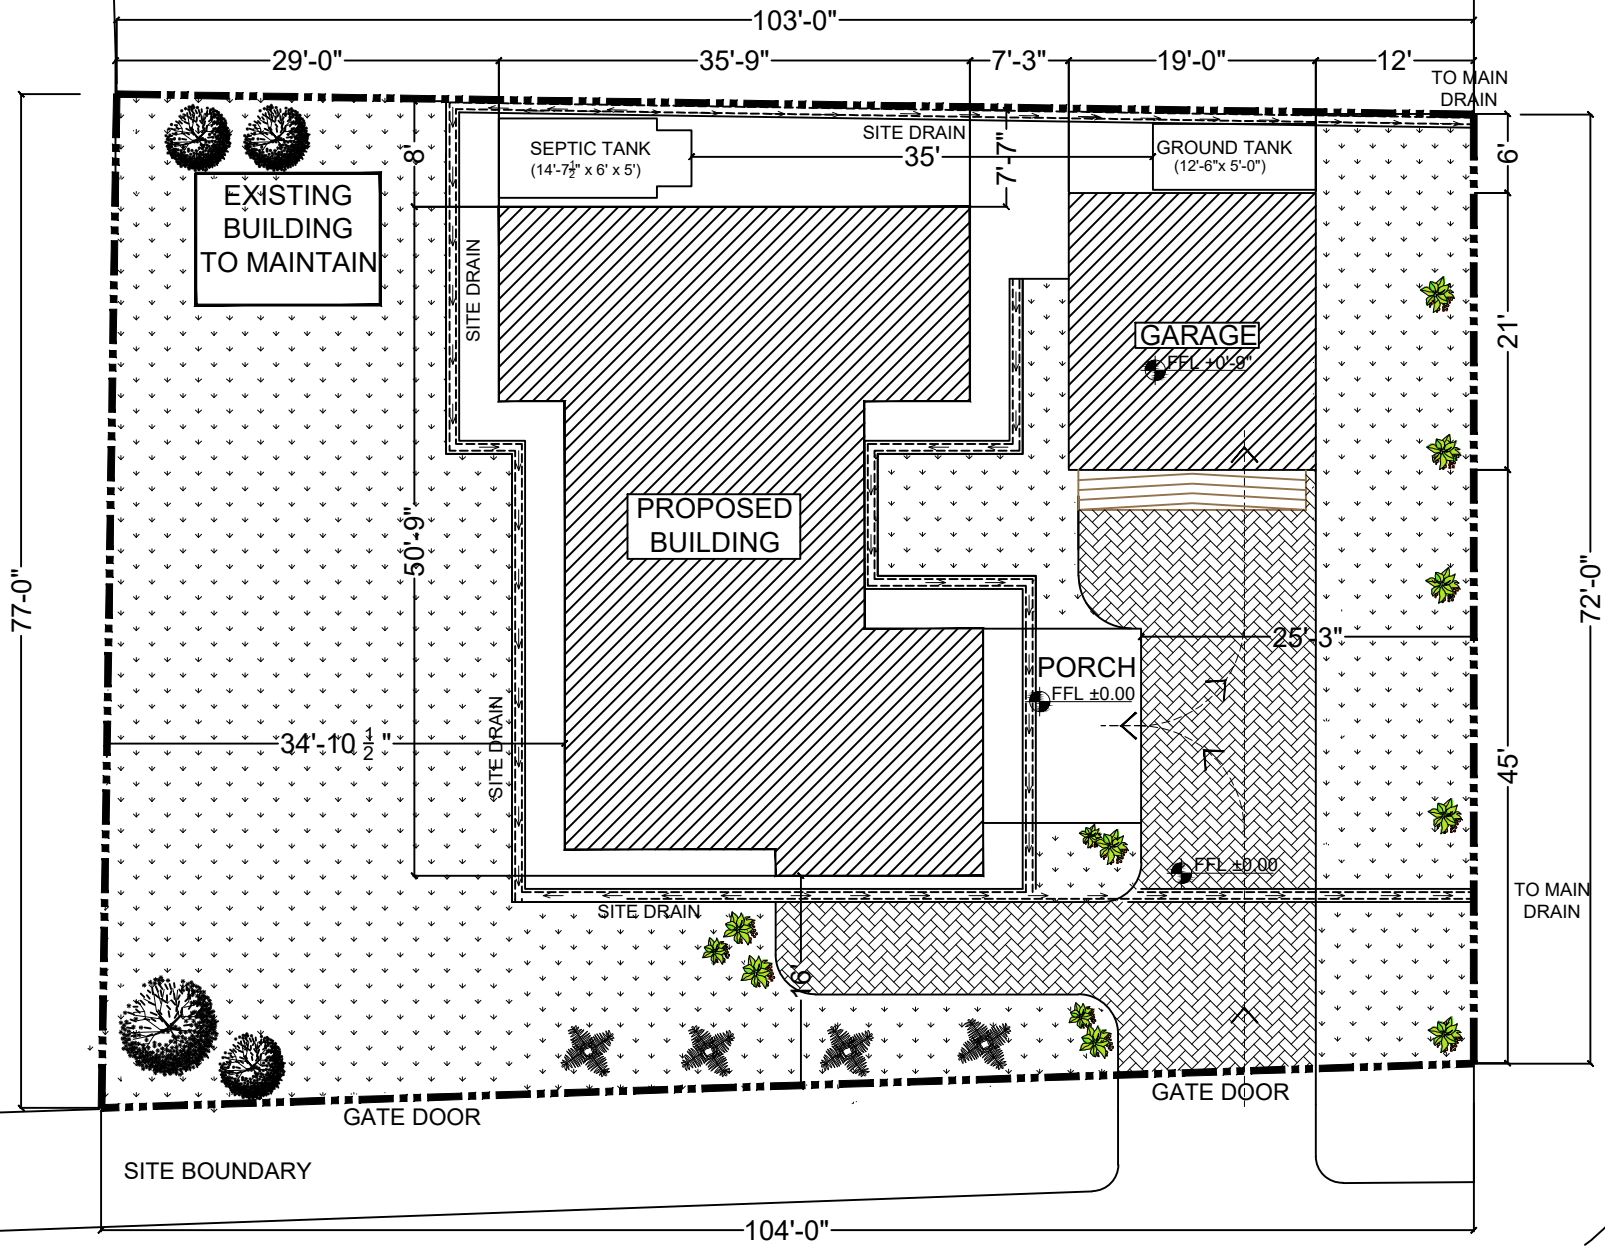 103'-0"
29'-0"
35'-9"
7'-3"
19'-0"
12'
TO MAIN
DRAIN
SITE DRAIN
SEPTIC TANK
(14'-7½" x 6' x 5')
35'
7'-7"
GROUND TANK
(12'-6"x 5'-0")
6'
8'
EXISTING
BUILDING
TO MAINTAIN
SITE DRAIN
GARAGE
FFL ±0'-9"
21'
PROPOSED
BUILDING
50'-9"
77'-0"
72'-0"
25'-3"
PORCH
FFL ±0.00
34'-10 ½ "
SITE DRAIN
45'
FFL ±0.00
SITE DRAIN
TO MAIN
DRAIN
16'
GATE DOOR
GATE DOOR
SITE BOUNDARY
104'-0"